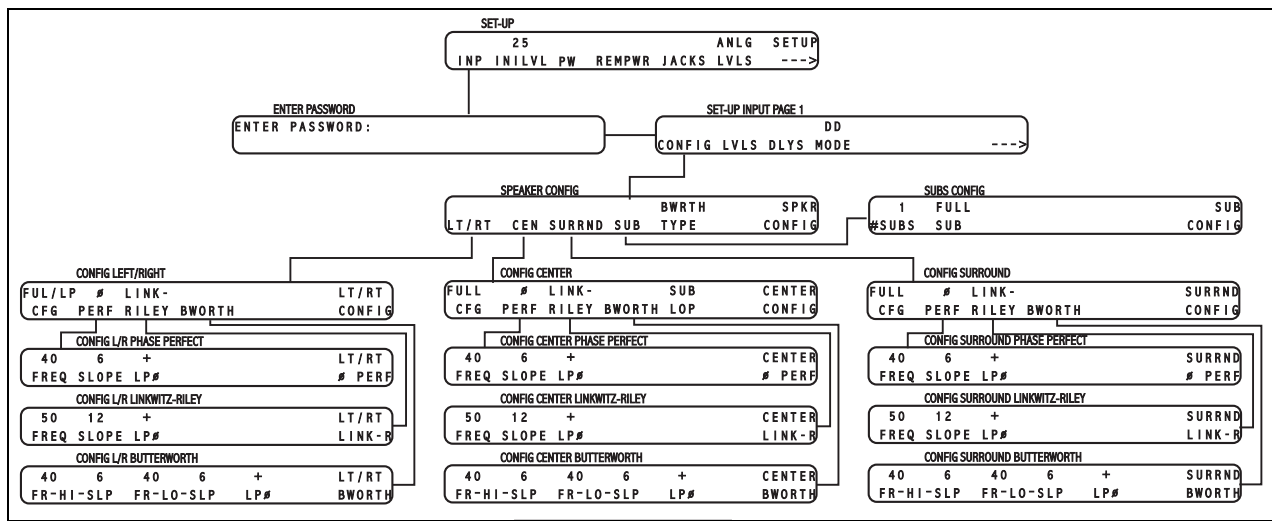 SET-UP
25 ANLG SETUP
INP INILVL PW REMPWR JACKS LVLS --->
ENTER PASSWORD
ENTER PASSWORD:
SET-UP INPUT PAGE 1
DD
CONFIG LVLS DLYS MODE --->
SPEAKER CONFIG
BWRTH SPKR
LT/RT CEN SURRND SUB TYPE CONFIG
SUBS CONFIG
1 FULL SUB
#SUBS SUB CONFIG
CONFIG LEFT/RIGHT
FUL/LP ø LINK- LT/RT
CFG PERF RILEY BWORTH CONFIG
CONFIG L/R PHASE PERFECT
40 6 + LT/RT
FREQ SLOPE LPø ø PERF
CONFIG L/R LINKWITZ-RILEY
50 12 + LT/RT
FREQ SLOPE LPø LINK-R
CONFIG L/R BUTTERWORTH
40 6 40 6 + LT/RT
FR-HI-SLP FR-LO-SLP LPø BWORTH
CONFIG CENTER
FULL ø LINK- SUB CENTER
CFG PERF RILEY BWORTH LOP CONFIG
CONFIG CENTER PHASE PERFECT
40 6 + CENTER
FREQ SLOPE LPø ø PERF
CONFIG CENTER LINKWITZ-RILEY
50 12 + CENTER
FREQ SLOPE LPø LINK-R
CONFIG CENTER BUTTERWORTH
40 6 40 6 + CENTER
FR-HI-SLP FR-LO-SLP LPø BWORTH
CONFIG SURROUND
FULL ø LINK- SURRND
CFG PERF RILEY BWORTH CONFIG
CONFIG SURROUND PHASE PERFECT
40 6 + SURRND
FREQ SLOPE LPø ø PERF
CONFIG SURROUND LINKWITZ-RILEY
50 12 + SURRND
FREQ SLOPE LPø LINK-R
CONFIG SURROUND BUTTERWORTH
40 6 40 6 + SURRND
FR-HI-SLP FR-LO-SLP LPø BWORTH